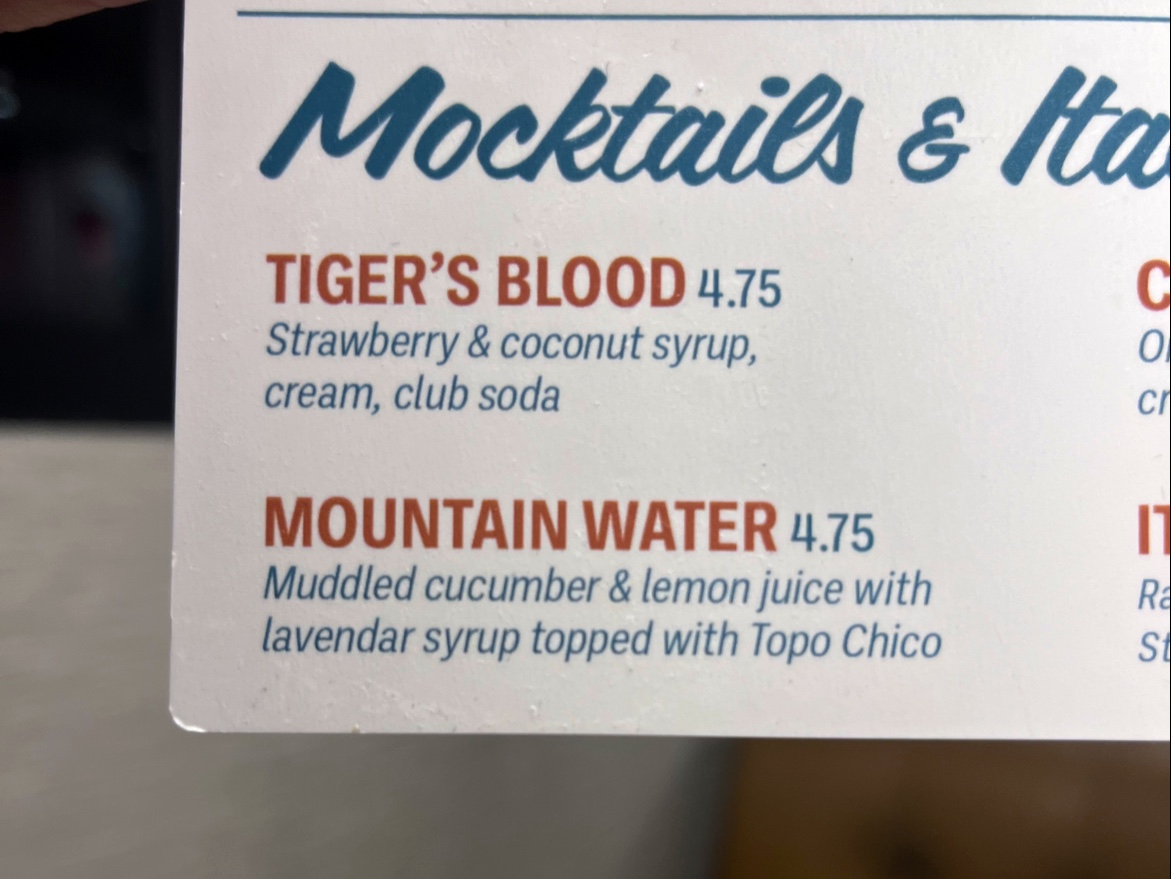 Mocktails &
TIGER'S BLOOD 4.75
Strawberry & coconut syrup,
cream, club soda
MOUNTAIN WATER 4.75
Muddled cucumber & lemon juice with
lavendar syrup topped with Topo Chico